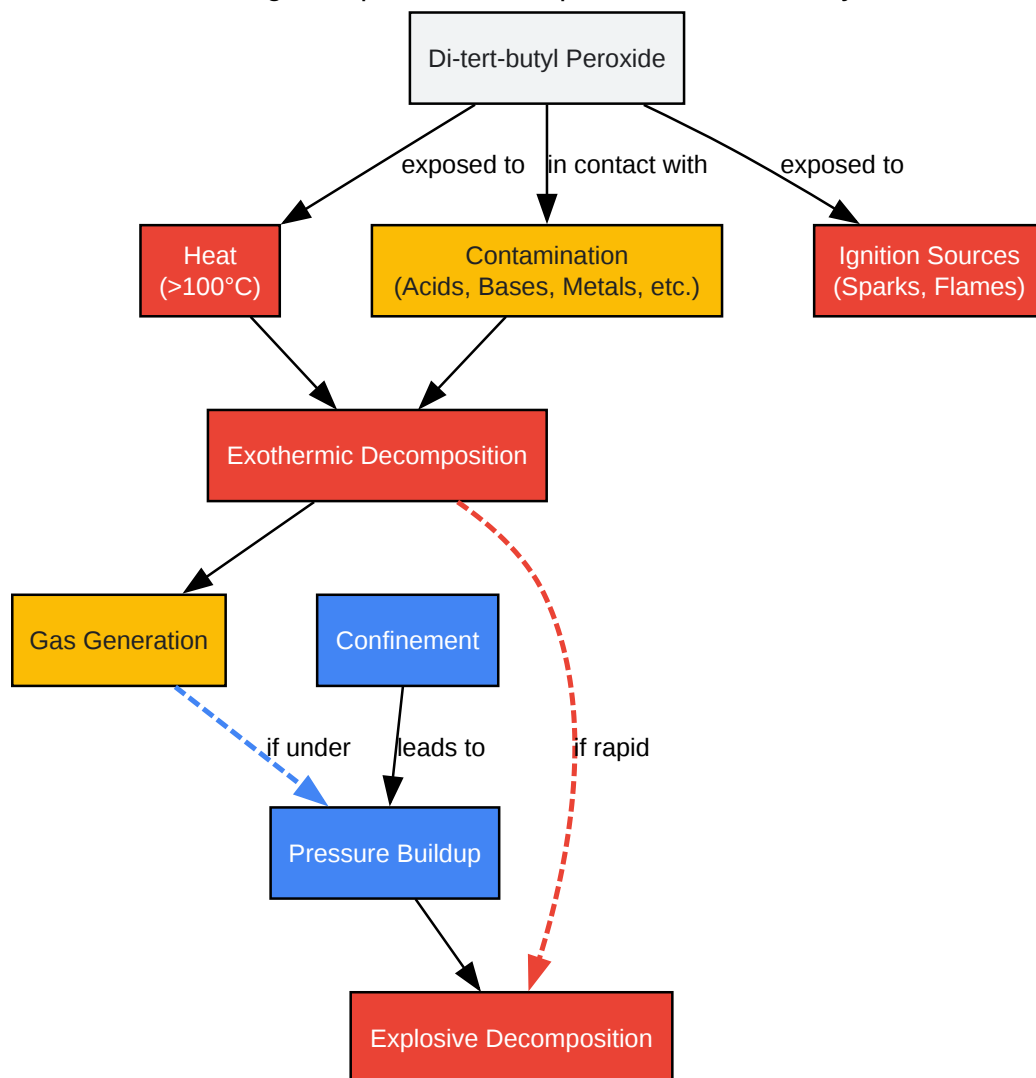 Di-tert-butyl Peroxide
exposed to
in contact with
exposed to
Heat
(>100°C)
Contamination
(Acids, Bases, Metals, etc.)
Ignition Sources
(Sparks, Flames)
Exothermic Decomposition
Gas Generation
Confinement
if under
leads to
if rapid
Pressure Buildup
Explosive Decomposition